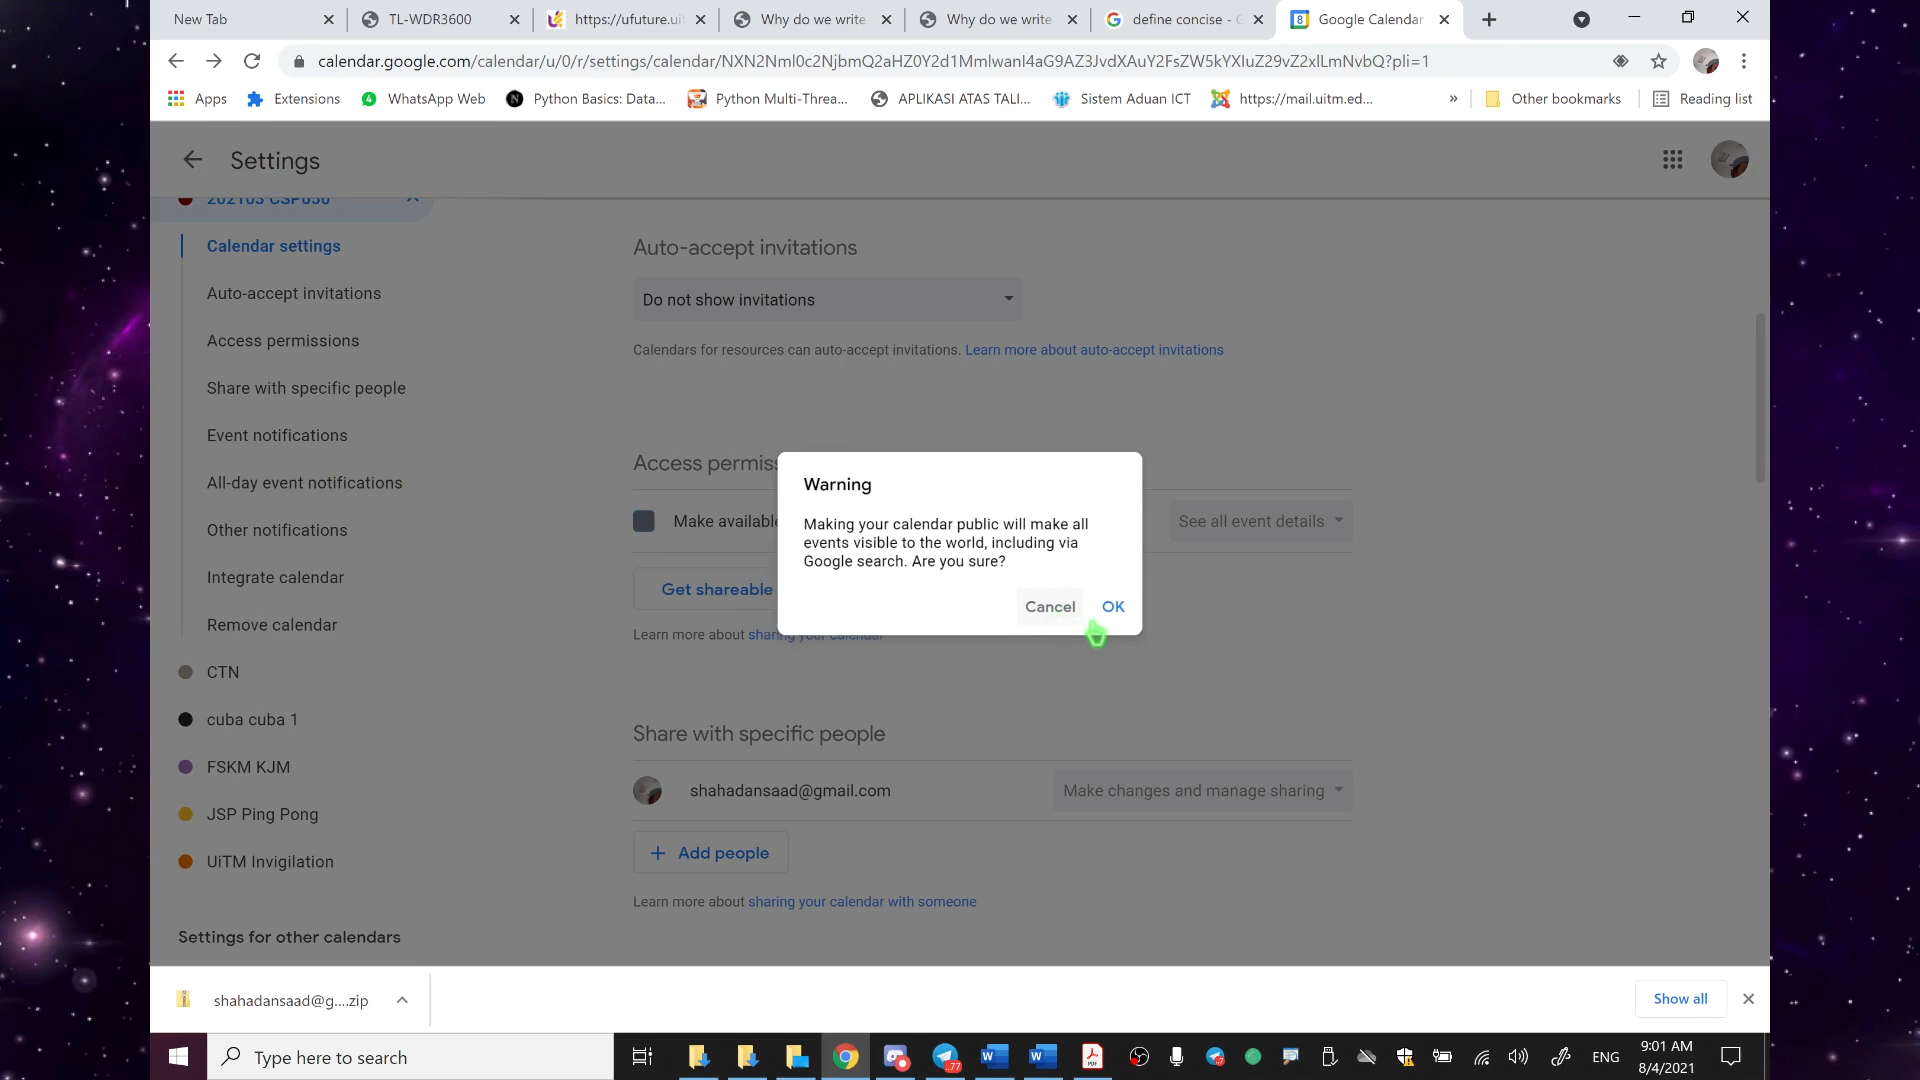 New Tab
TL-WDR3600
https://ufuture.ui
Why do we write
Why do we write
define concise - G
8
Google Calendar
calendar.google.com/calendar/u/0/r/settings/calendar/
Apps
Extensions
4
WhatsApp Web
Python Basics: Data...
Python Multi-Threa...
APLIKASI ATAS TALI...
Sistem Aduan ICT
https://mail.uitm.ed...
»
Other bookmarks
Reading list
Settings
202103 CSP650
Calendar settings
Auto-accept invitations
Access permissions
Share with specific people
Event notifications
All-day event notifications
Other notifications
Integrate calendar
Remove calendar
CTN
cuba cuba 1
FSKM KJM
JSP Ping Pong
UiTM Invigilation
Settings for other calendars
Auto-accept invitations
Do not show invitations
Calendars for resources can auto-accept invitations. Learn more about auto-accept invitations
Access permiss
Make available
See all event details
Get shareable
Learn more about sharing your calendar
Warning
Making your calendar public will make all
events visible to the world, including via
Google search. Are you sure?
Cancel
OK
Share with specific people
shahadansaad@gmail.com
Make changes and manage sharing
+ Add people
Learn more about sharing your calendar with someone
shahadansaad@g....zip
Show all
Type here to search
77
W
W
PDF
ENG
9:01 AM
8/4/2021